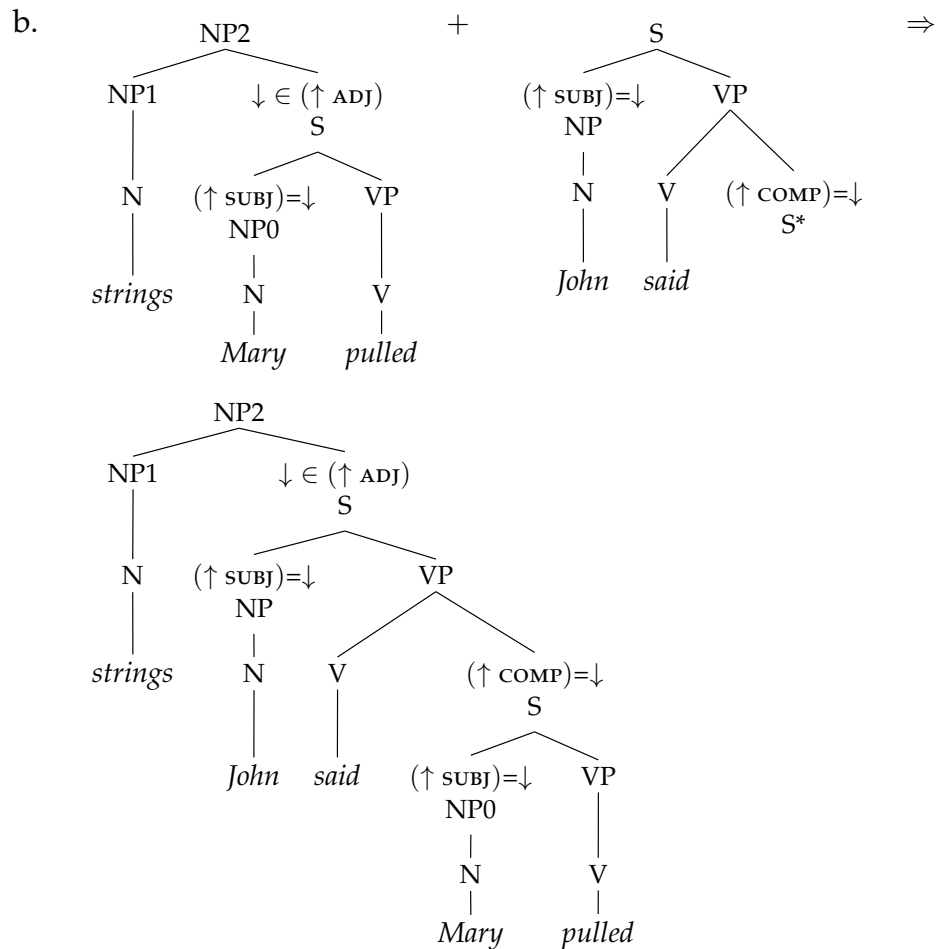 b. NP2 + S ⇒
NP1 ↓ ∈ (↑ ADJ) (↑ SUBJ)=↓ VP
S NP
N (↑ SUBJ)=↓ VP N V (↑ COMP)=↓
NP0 S*
strings N V John said
Mary pulled
NP2
NP1 ↓ ∈ (↑ ADJ)
S
N (↑ SUBJ)=↓ VP
NP
strings N V (↑ COMP)=↓
S
John said (↑ SUBJ)=↓ VP
NP0
N V
Mary pulled